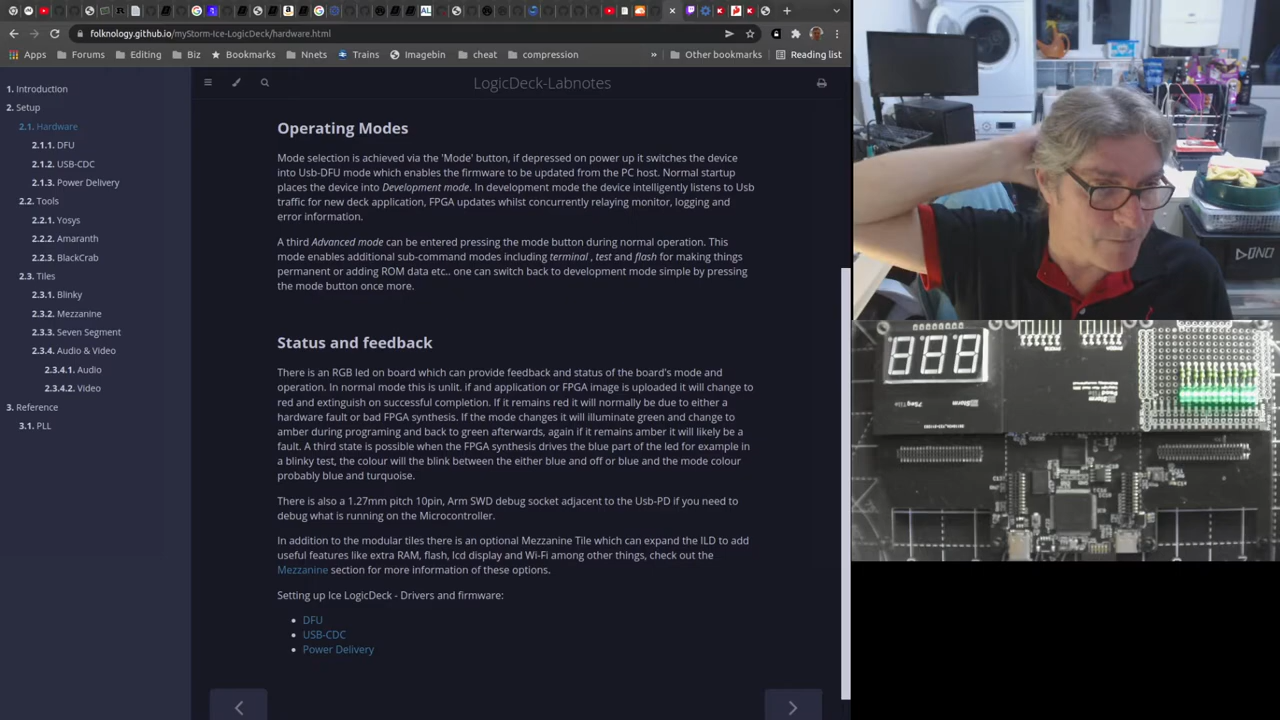 folknology.github.io/myStorm-Ice-LogicDeck/hardware.html
Apps
Forums
Editing
Biz
Bookmarks
Nnets
Trains
Imagebin
cheat
compression
»
Other bookmarks
Reading list
1. Introduction
2. Setup
2.1. Hardware
2.1.1. DFU
2.1.2. USB-CDC
2.1.3. Power Delivery
2.2. Tools
2.2.1. Yosys
2.2.2. Amaranth
2.2.3. BlackCrab
2.3. Tiles
2.3.1. Blinky
2.3.2. Mezzanine
2.3.3. Seven Segment
2.3.4. Audio & Video
2.3.4.1. Audio
2.3.4.2. Video
3. Reference
3.1. PLL
LogicDeck-Labnotes
Operating Modes
Mode selection is achieved via the 'Mode' button, if depressed on power up it switches the device
into Usb-DFU mode which enables the firmware to be updated from the PC host. Normal startup
places the device into Development mode. In development mode the device intelligently listens to Usb
traffic for new deck application, FPGA updates whilst concurrently relaying monitor, logging and
error information.
A third Advanced mode can be entered pressing the mode button during normal operation. This
mode enables additional sub-command modes including terminal , test and flash for making things
permanent or adding ROM data etc.. one can switch back to development mode simple by pressing
the mode button once more.
Status and feedback
There is an RGB led on board which can provide feedback and status of the board's mode and
operation. In normal mode this is unlit. if and application or FPGA image is uploaded it will change to
red and extinguish on successful completion. If it remains red it will normally be due to either a
hardware fault or bad FPGA synthesis. If the mode changes it will illuminate green and change to
amber during programing and back to green afterwards, again if it remains amber it will likely be a
fault. A third state is possible when the FPGA synthesis drives the blue part of the led for example in
a blinky test, the colour will the blink between the either blue and off or blue and the mode colour
probably blue and turquoise.
There is also a 1.27mm pitch 10pin, Arm SWD debug socket adjacent to the Usb-PD if you need to
debug what is running on the Microcontroller.
In addition to the modular tiles there is an optional Mezzanine Tile which can expand the ILD to add
useful features like extra RAM, flash, lcd display and Wi-Fi among other things, check out the
Mezzanine section for more information of these options.
Setting up Ice LogicDeck - Drivers and firmware:
DFU
USB-CDC
Power Delivery